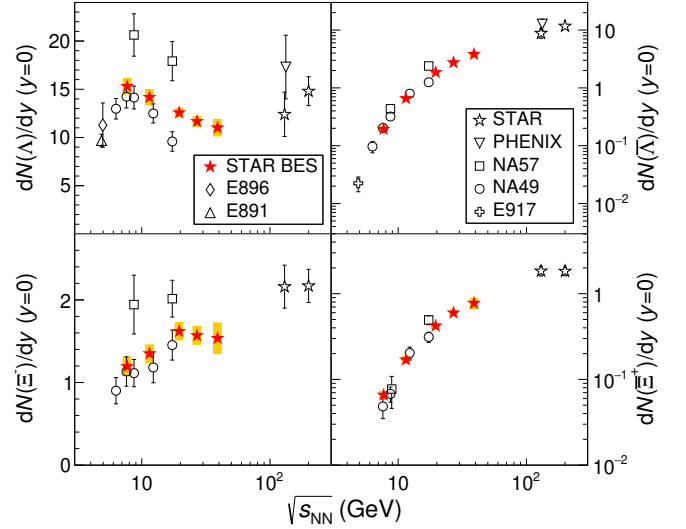 dN(Λ)/dy (y=0)
20
15
10
5
STAR BES
E896
E891
10
1
10⁻¹
10⁻²
dN(Λ̅)/dy (y=0)
STAR
PHENIX
NA57
NA49
E917
dN(Ξ⁻)/dy (y=0)
2
1
0
10
10²
1
10⁻¹
10⁻²
dN(Ξ̅⁺)/dy (y=0)
10
10²
√s_NN (GeV)